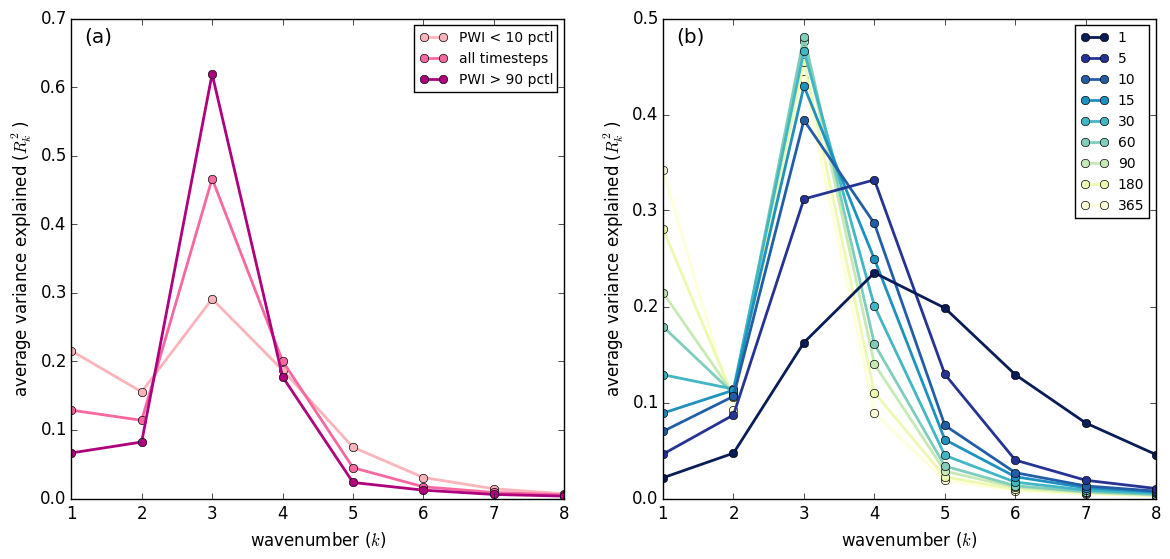 (a)
PWI < 10 pctl
all timesteps
PWI > 90 pctl
0.7
0.6
0.5
0.4
0.3
0.2
0.1
0.0
average variance explained (R²ₖ)
1 2 3 4 5 6 7 8
wavenumber (k)
(b)
1
5
10
15
30
60
90
180
365
0.5
0.4
0.3
0.2
0.1
0.0
average variance explained (R²ₖ)
1 2 3 4 5 6 7 8
wavenumber (k)